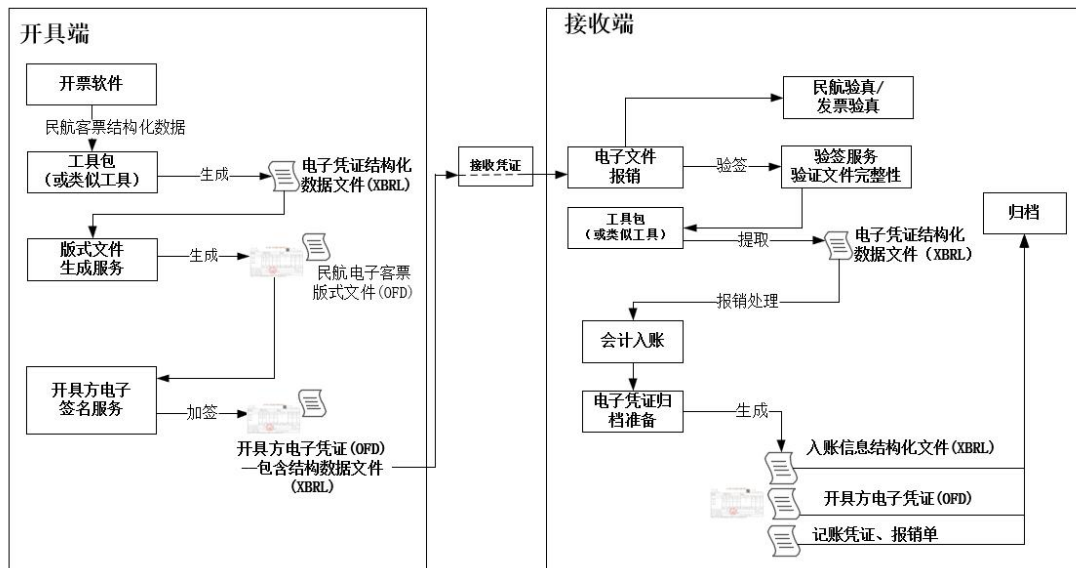 开具端
开票软件
民航客票结构化数据
工具包
（或类似工具）
生成
电子凭证结构化
数据文件(XBRL)
版式文件
生成服务
生成
民航电子客票
版式文件(OFD)
开具方电子
签名服务
加签
开具方电子凭证(OFD)
—包含结构数据文件
(XBRL)
接收凭证
接收端
民航验真/
发票验真
电子文件
报销
验签
验签服务
验证文件完整性
工具包
（或类似工具）
提取
电子凭证结构化
数据文件（XBRL）
归档
报销处理
会计入账
电子凭证归
档准备
生成
入账信息结构化文件(XBRL)
开具方电子凭证(OFD)
记账凭证、报销单